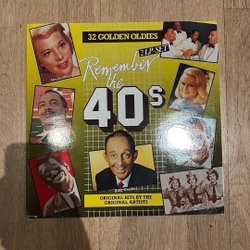 32 GOLDEN OLDIES
2 LP SET
Remember
the
40s
ORIGINAL HITS BY THE
ORIGINAL ARTISTS